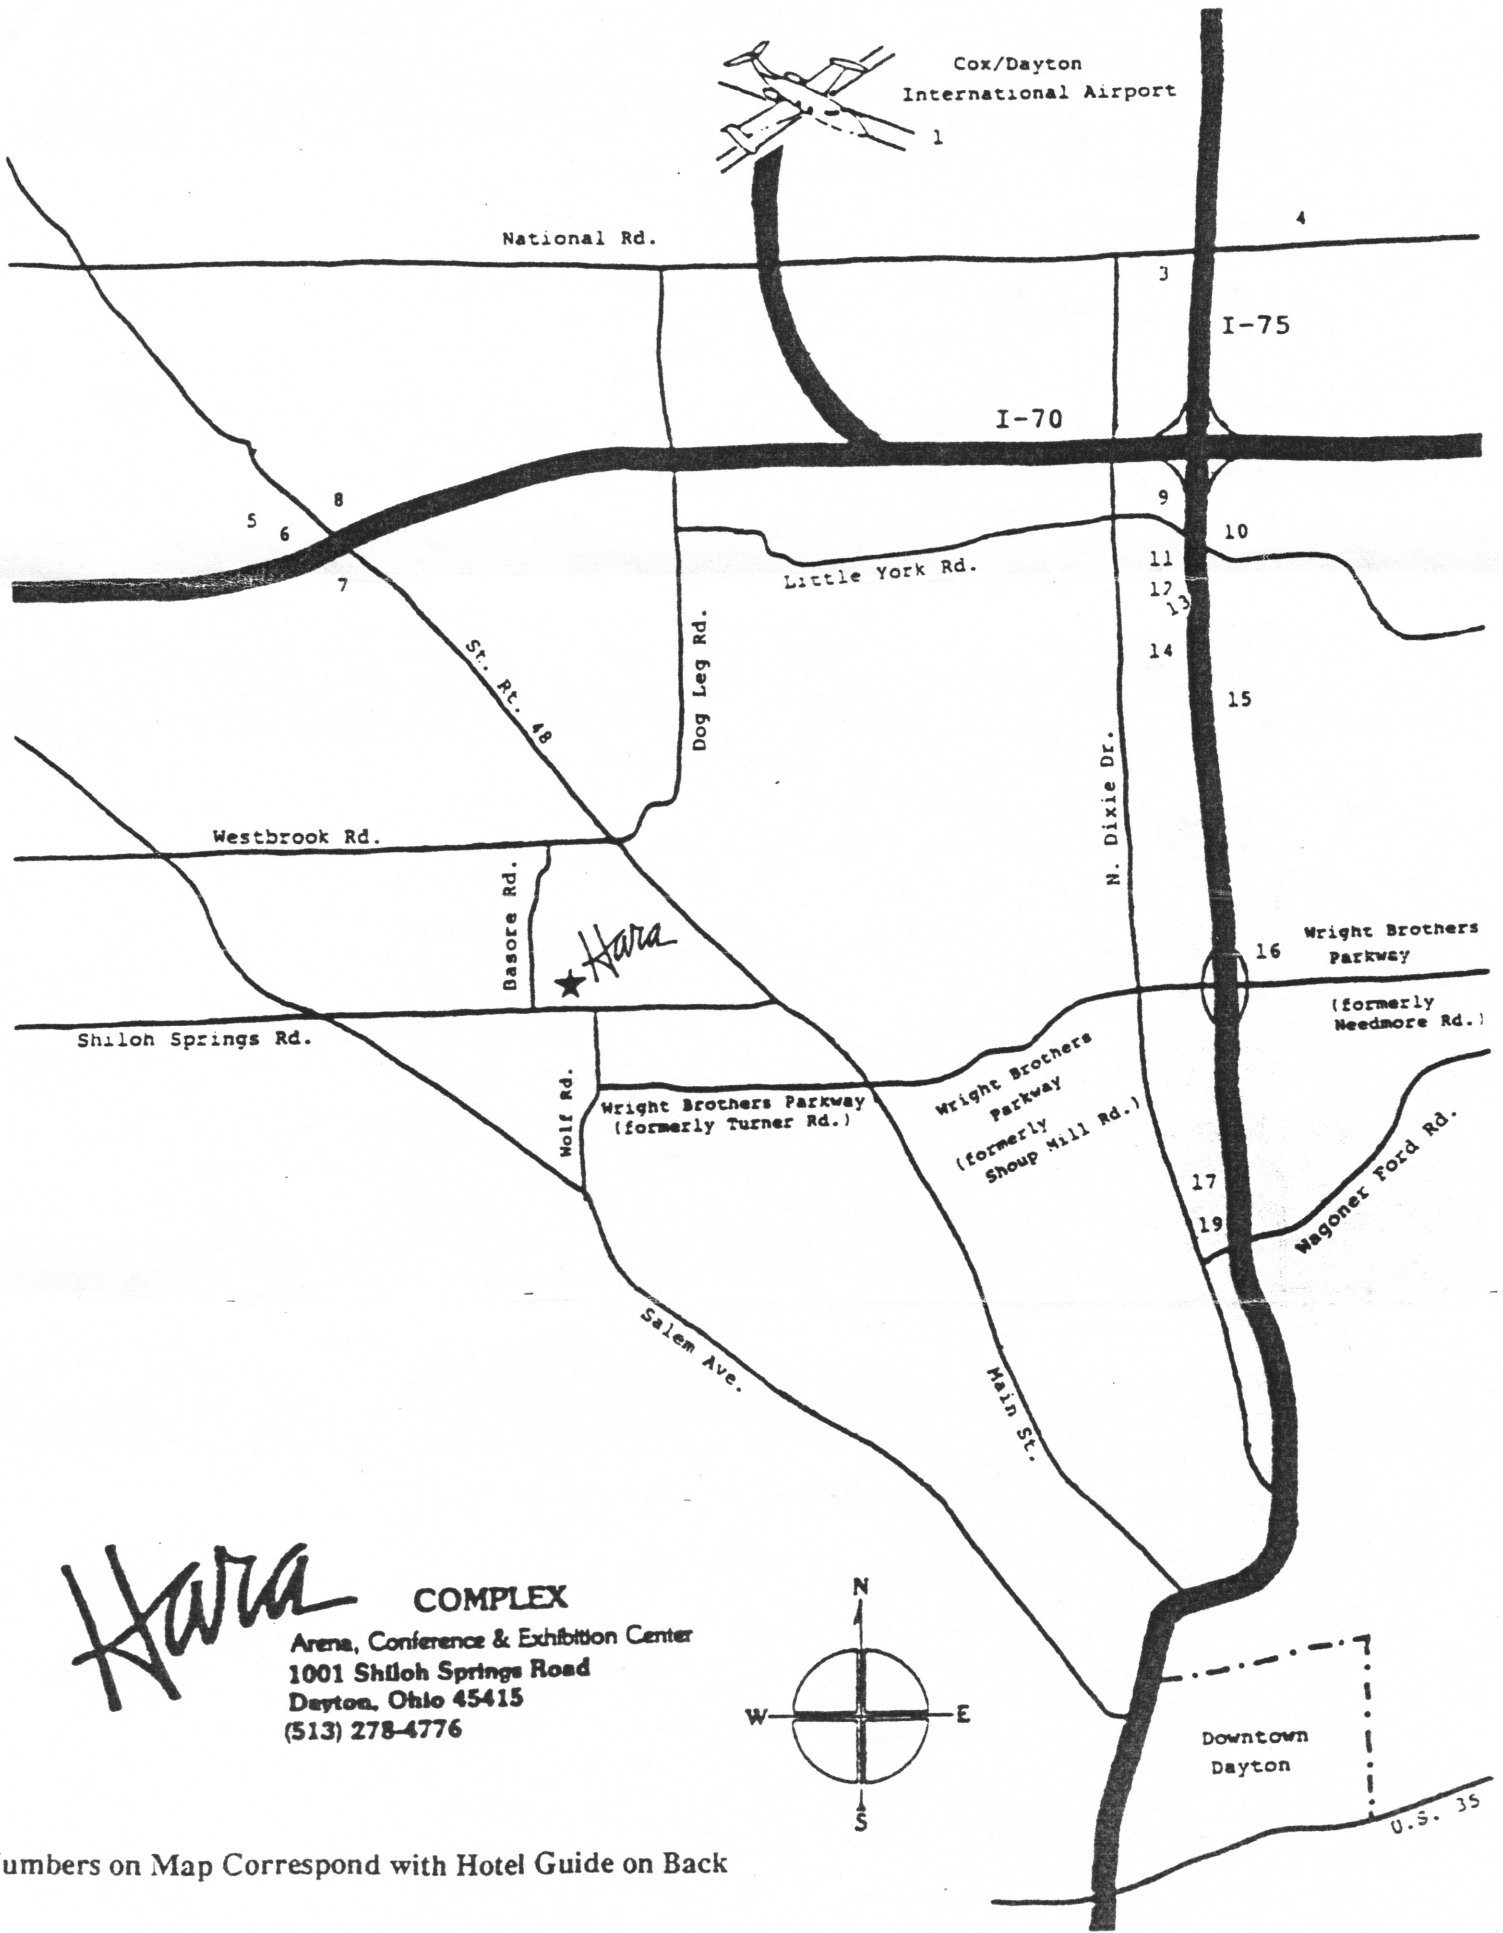 Cox/Dayton
International Airport
1
4
National Rd.
3
I-75
I-70
8
5
6
7
9
10
11
12
13
14
15
Little York Rd.
St. Rt. 48
Dog Leg Rd.
N. Dixie Dr.
Westbrook Rd.
Basore Rd.
Hara
16
Wright Brothers
Parkway
(formerly
Needmore Rd.)
Shiloh Springs Rd.
Wolf Rd.
Wright Brothers Parkway
(formerly Turner Rd.)
Wright Brothers
Parkway
(formerly
Shoup Mill Rd.)
17
19
Wagoner Ford Rd.
Salem Ave.
Main St.
Hara
COMPLEX
Arena, Conference & Exhibition Center
1001 Shiloh Springs Road
Dayton, Ohio 45415
(513) 278-4776
N
W
E
S
Downtown
Dayton
U.S. 35
umbers on Map Correspond with Hotel Guide on Back